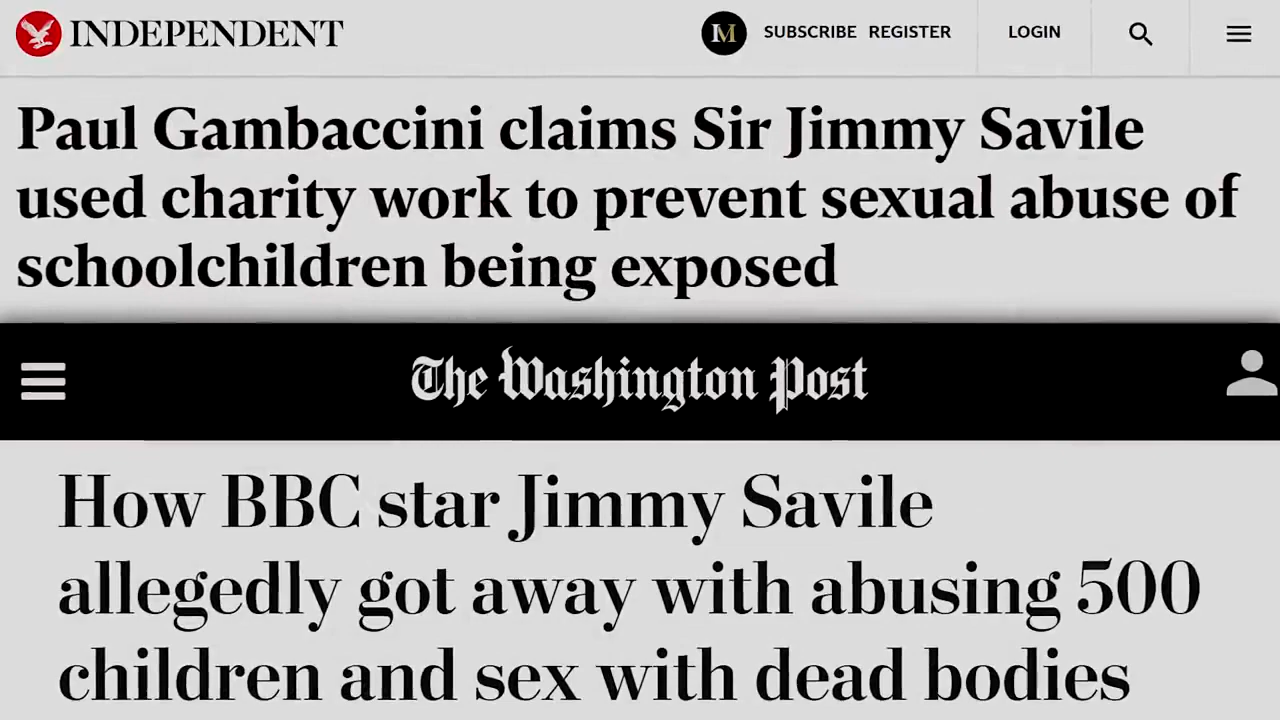 INDEPENDENT
M SUBSCRIBE REGISTER LOGIN
Paul Gambaccini claims Sir Jimmy Savile
used charity work to prevent sexual abuse of
schoolchildren being exposed
The Washington Post
How BBC star Jimmy Savile
allegedly got away with abusing 500
children and sex with dead bodies